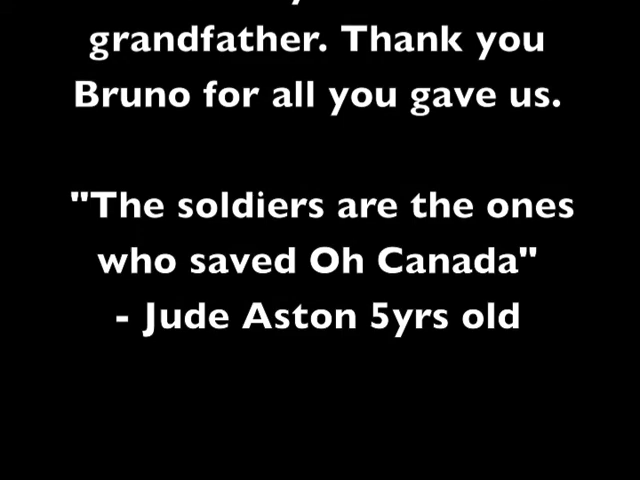 grandfather. Thank you
Bruno for all you gave us.
"The soldiers are the ones
who saved Oh Canada"
- Jude Aston 5yrs old